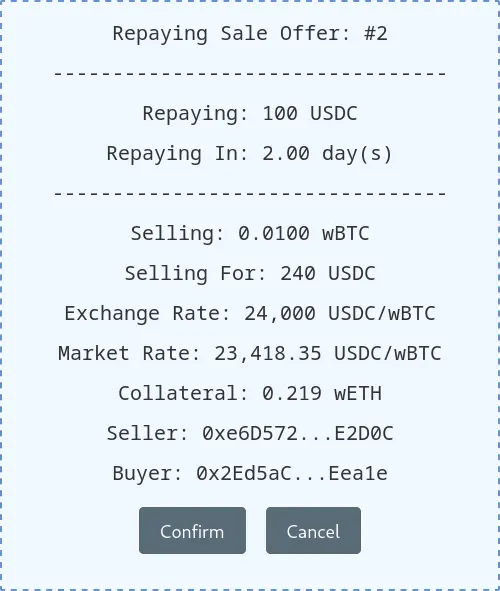 Repaying Sale Offer: #2
---------------------------------
Repaying: 100 USDC
Repaying In: 2.00 day(s)
---------------------------------
Selling: 0.0100 wBTC
Selling For: 240 USDC
Exchange Rate: 24,000 USDC/wBTC
Market Rate: 23,418.35 USDC/wBTC
Collateral: 0.219 wETH
Seller: 0xe6D572...E2D0C
Buyer: 0x2Ed5aC...Eea1e
Confirm Cancel